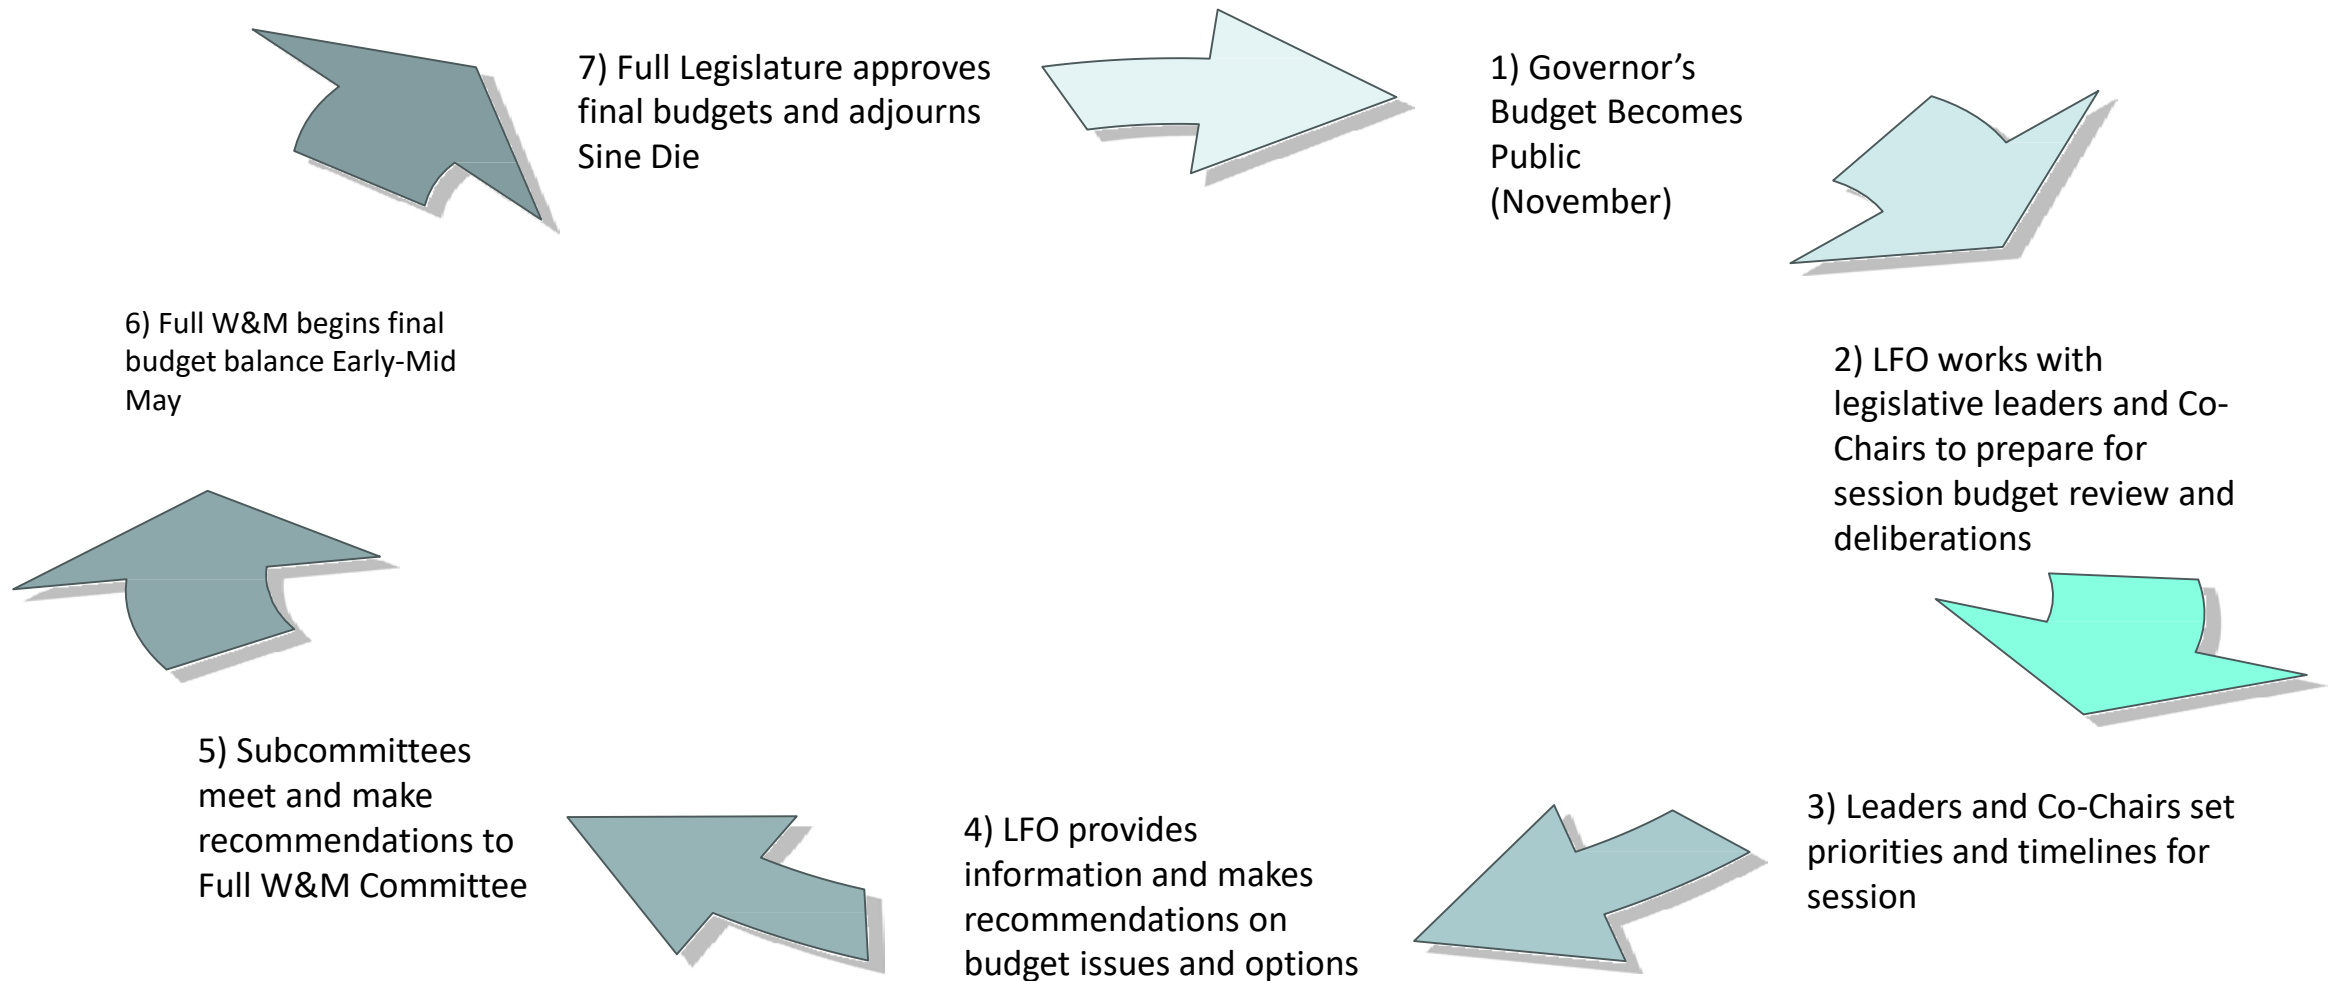 1) Governor’s
Budget Becomes
Public
(November)
2) LFO works with
legislative leaders and Co-
Chairs to prepare for
session budget review and
deliberations
3) Leaders and Co-Chairs set
priorities and timelines for
session
4) LFO provides
information and makes
recommendations on
budget issues and options
5) Subcommittees
meet and make
recommendations to
Full W&M Committee
6) Full W&M begins final
budget balance Early-Mid
May
7) Full Legislature approves
final budgets and adjourns
Sine Die